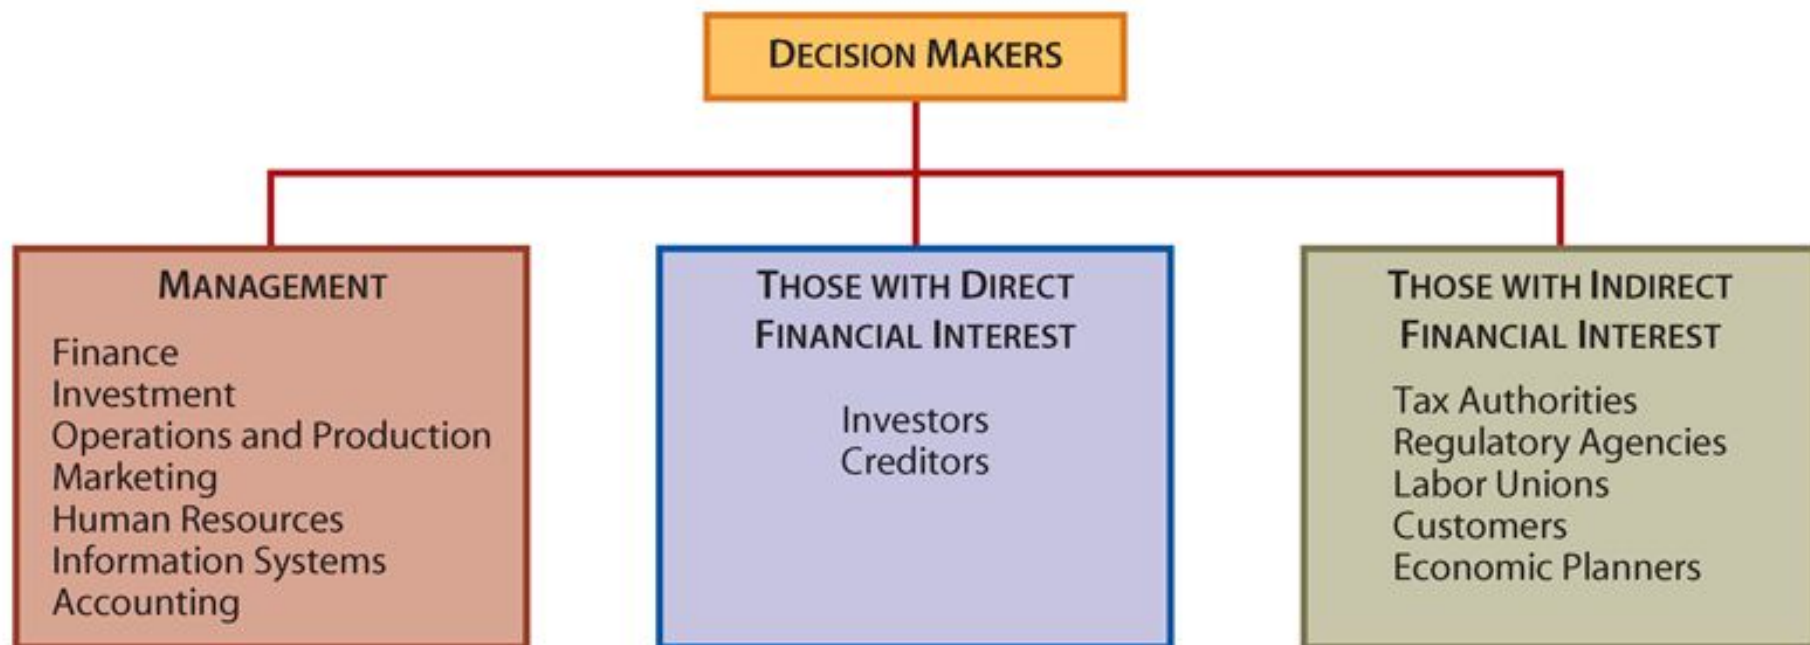 DECISION MAKERS
MANAGEMENT
Finance
Investment
Operations and Production
Marketing
Human Resources
Information Systems
Accounting
THOSE WITH DIRECT
FINANCIAL INTEREST
Investors
Creditors
THOSE WITH INDIRECT
FINANCIAL INTEREST
Tax Authorities
Regulatory Agencies
Labor Unions
Customers
Economic Planners